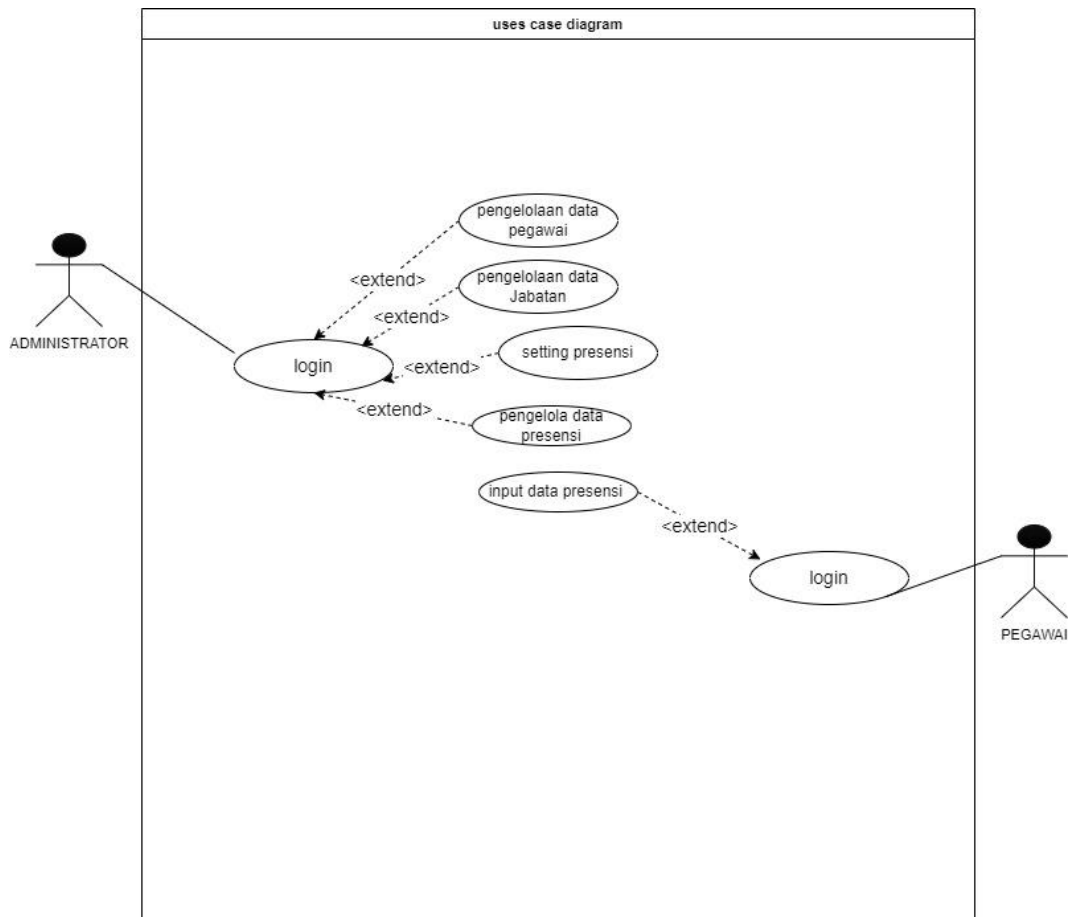 uses case diagram
pengelolaan data
pegawai
<extend>
pengelolaan data
Jabatan
<extend>
ADMINISTRATOR
setting presensi
login
<extend>
<extend>
pengelola data
presensi
input data presensi
<extend>
login
PEGAWAI